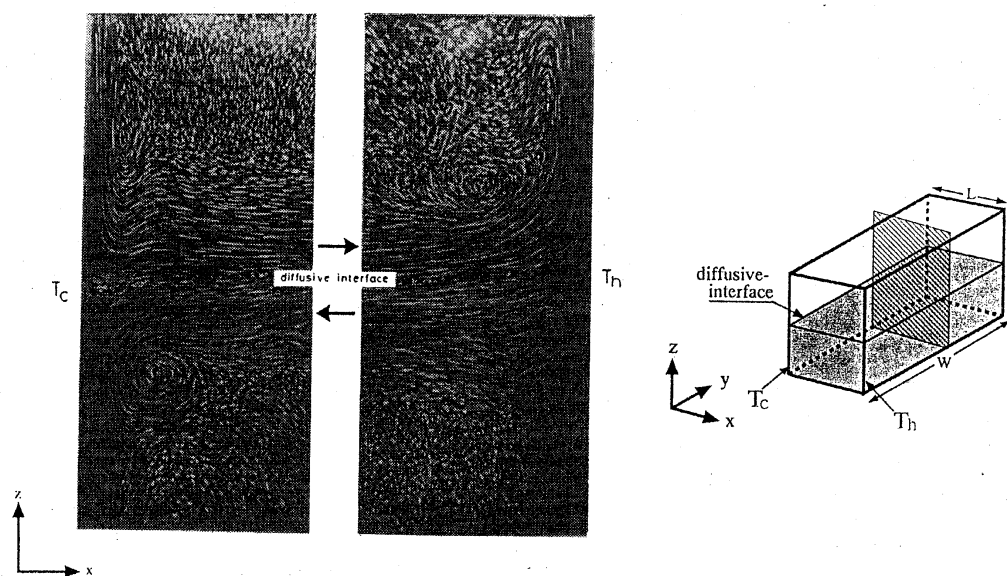 T_c
diffusive interface
T_h
z
x
L
diffusive-
interface
W
z
y
x
T_c
T_h